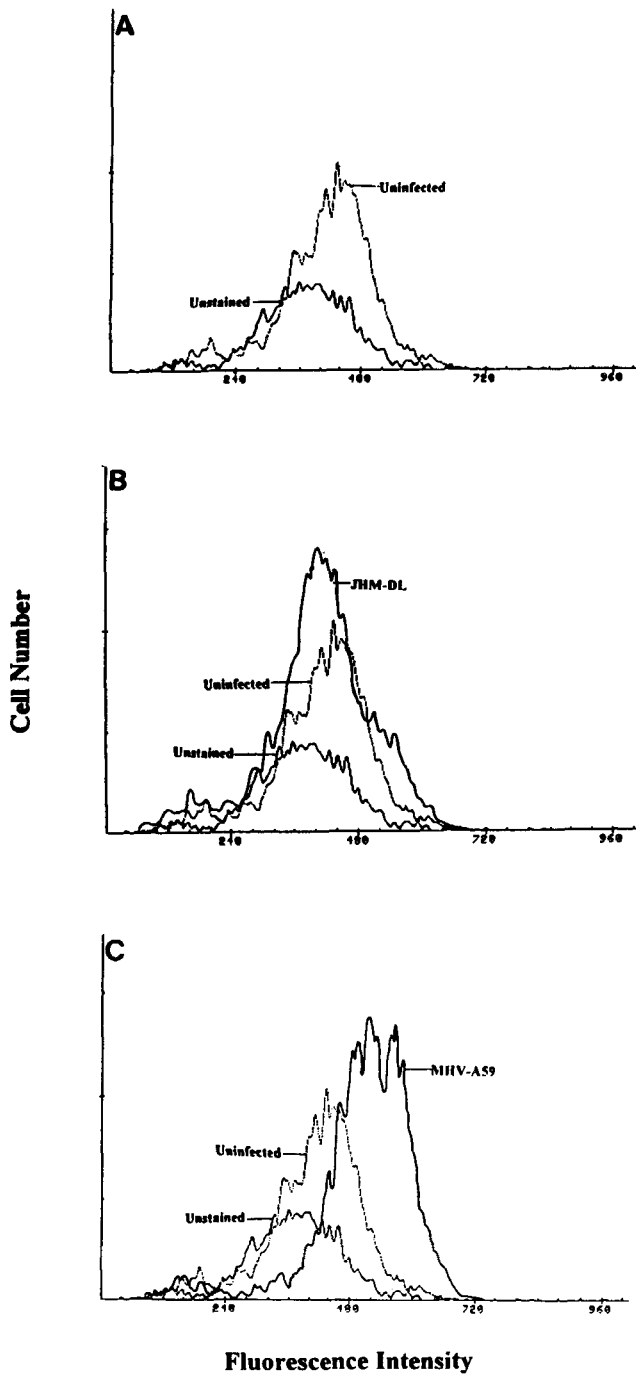 A
Uninfected
Unstained
240 480 720 960
B
JHM-DL
Uninfected
Unstained
240 480 720 960
C
MHV-A59
Uninfected
Unstained
240 480 720 960
Cell Number
Fluorescence Intensity